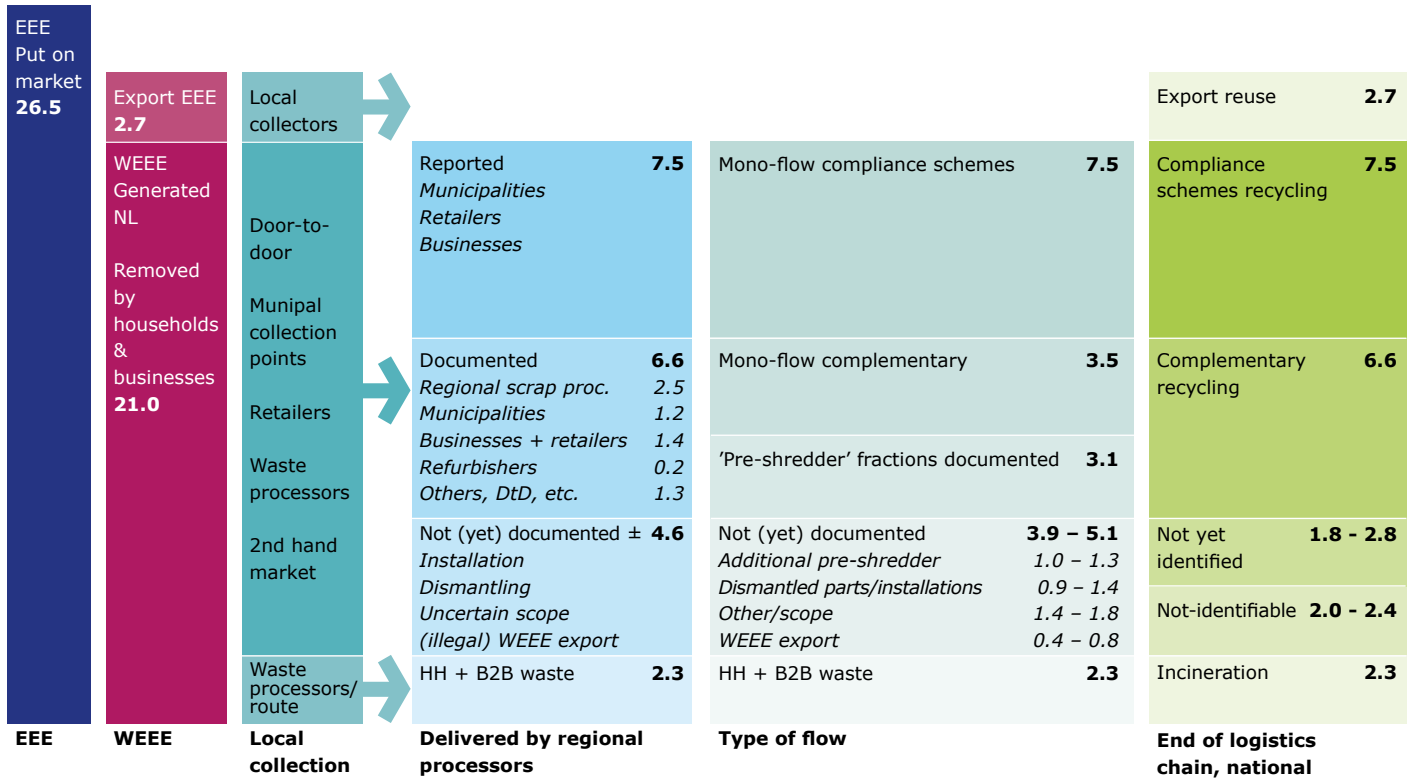 EEE
Put on
market
26.5
Export EEE
2.7
WEEE
Generated
NL
Removed
by
households
&
businesses
21.0
Local
collectors
Door-to-
door
Munipal
collection
points
Retailers
Waste
processors
2nd hand
market
Waste
processors/
route
Reported 7.5
Municipalities
Retailers
Businesses
Documented 6.6
Regional scrap proc. 2.5
Municipalities 1.2
Businesses + retailers 1.4
Refurbishers 0.2
Others, DtD, etc. 1.3
Not (yet) documented ± 4.6
Installation
Dismantling
Uncertain scope
(illegal) WEEE export
HH + B2B waste 2.3
Mono-flow compliance schemes 7.5
Mono-flow complementary 3.5
’Pre-shredder’ fractions documented 3.1
Not (yet) documented 3.9 – 5.1
Additional pre-shredder 1.0 – 1.3
Dismantled parts/installations 0.9 – 1.4
Other/scope 1.4 – 1.8
WEEE export 0.4 – 0.8
HH + B2B waste 2.3
Export reuse 2.7
Compliance 7.5
schemes recycling
Complementary 6.6
recycling
Not yet 1.8 - 2.8
identified
Not-identifiable 2.0 - 2.4
Incineration 2.3
EEE
WEEE
Local
collection
Delivered by regional
processors
Type of flow
End of logistics
chain, national